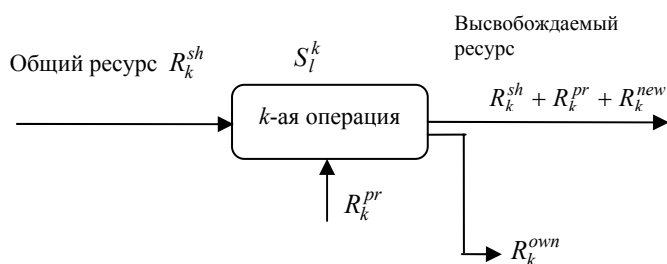 Высвобождаемый
ресурс
Общий ресурс $R_k^{sh}$
$S_l^k$
$R_k^{sh} + R_k^{pr} + R_k^{new}$
k-ая операция
$R_k^{pr}$
$R_k^{own}$